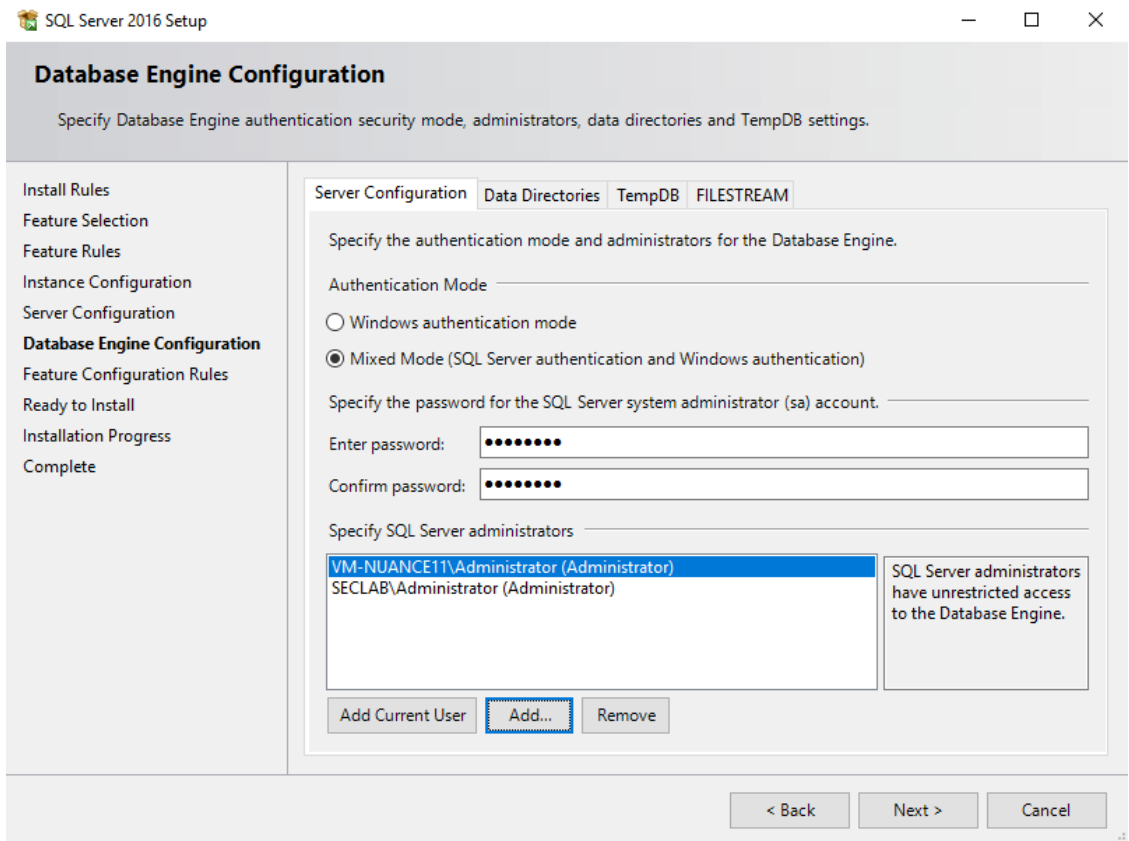 SQL Server 2016 Setup
Database Engine Configuration
Specify Database Engine authentication security mode, administrators, data directories and TempDB settings.
Install Rules
Feature Selection
Feature Rules
Instance Configuration
Server Configuration
Database Engine Configuration
Feature Configuration Rules
Ready to Install
Installation Progress
Complete
Server Configuration Data Directories TempDB FILESTREAM
Specify the authentication mode and administrators for the Database Engine.
Authentication Mode
Windows authentication mode
Mixed Mode (SQL Server authentication and Windows authentication)
Specify the password for the SQL Server system administrator (sa) account.
Enter password: ●●●●●●●●
Confirm password: ●●●●●●●●
Specify SQL Server administrators
VM-NUANCE11\Administrator (Administrator)
SECLAB\Administrator (Administrator)
SQL Server administrators
have unrestricted access
to the Database Engine.
Add Current User Add... Remove
< Back Next > Cancel